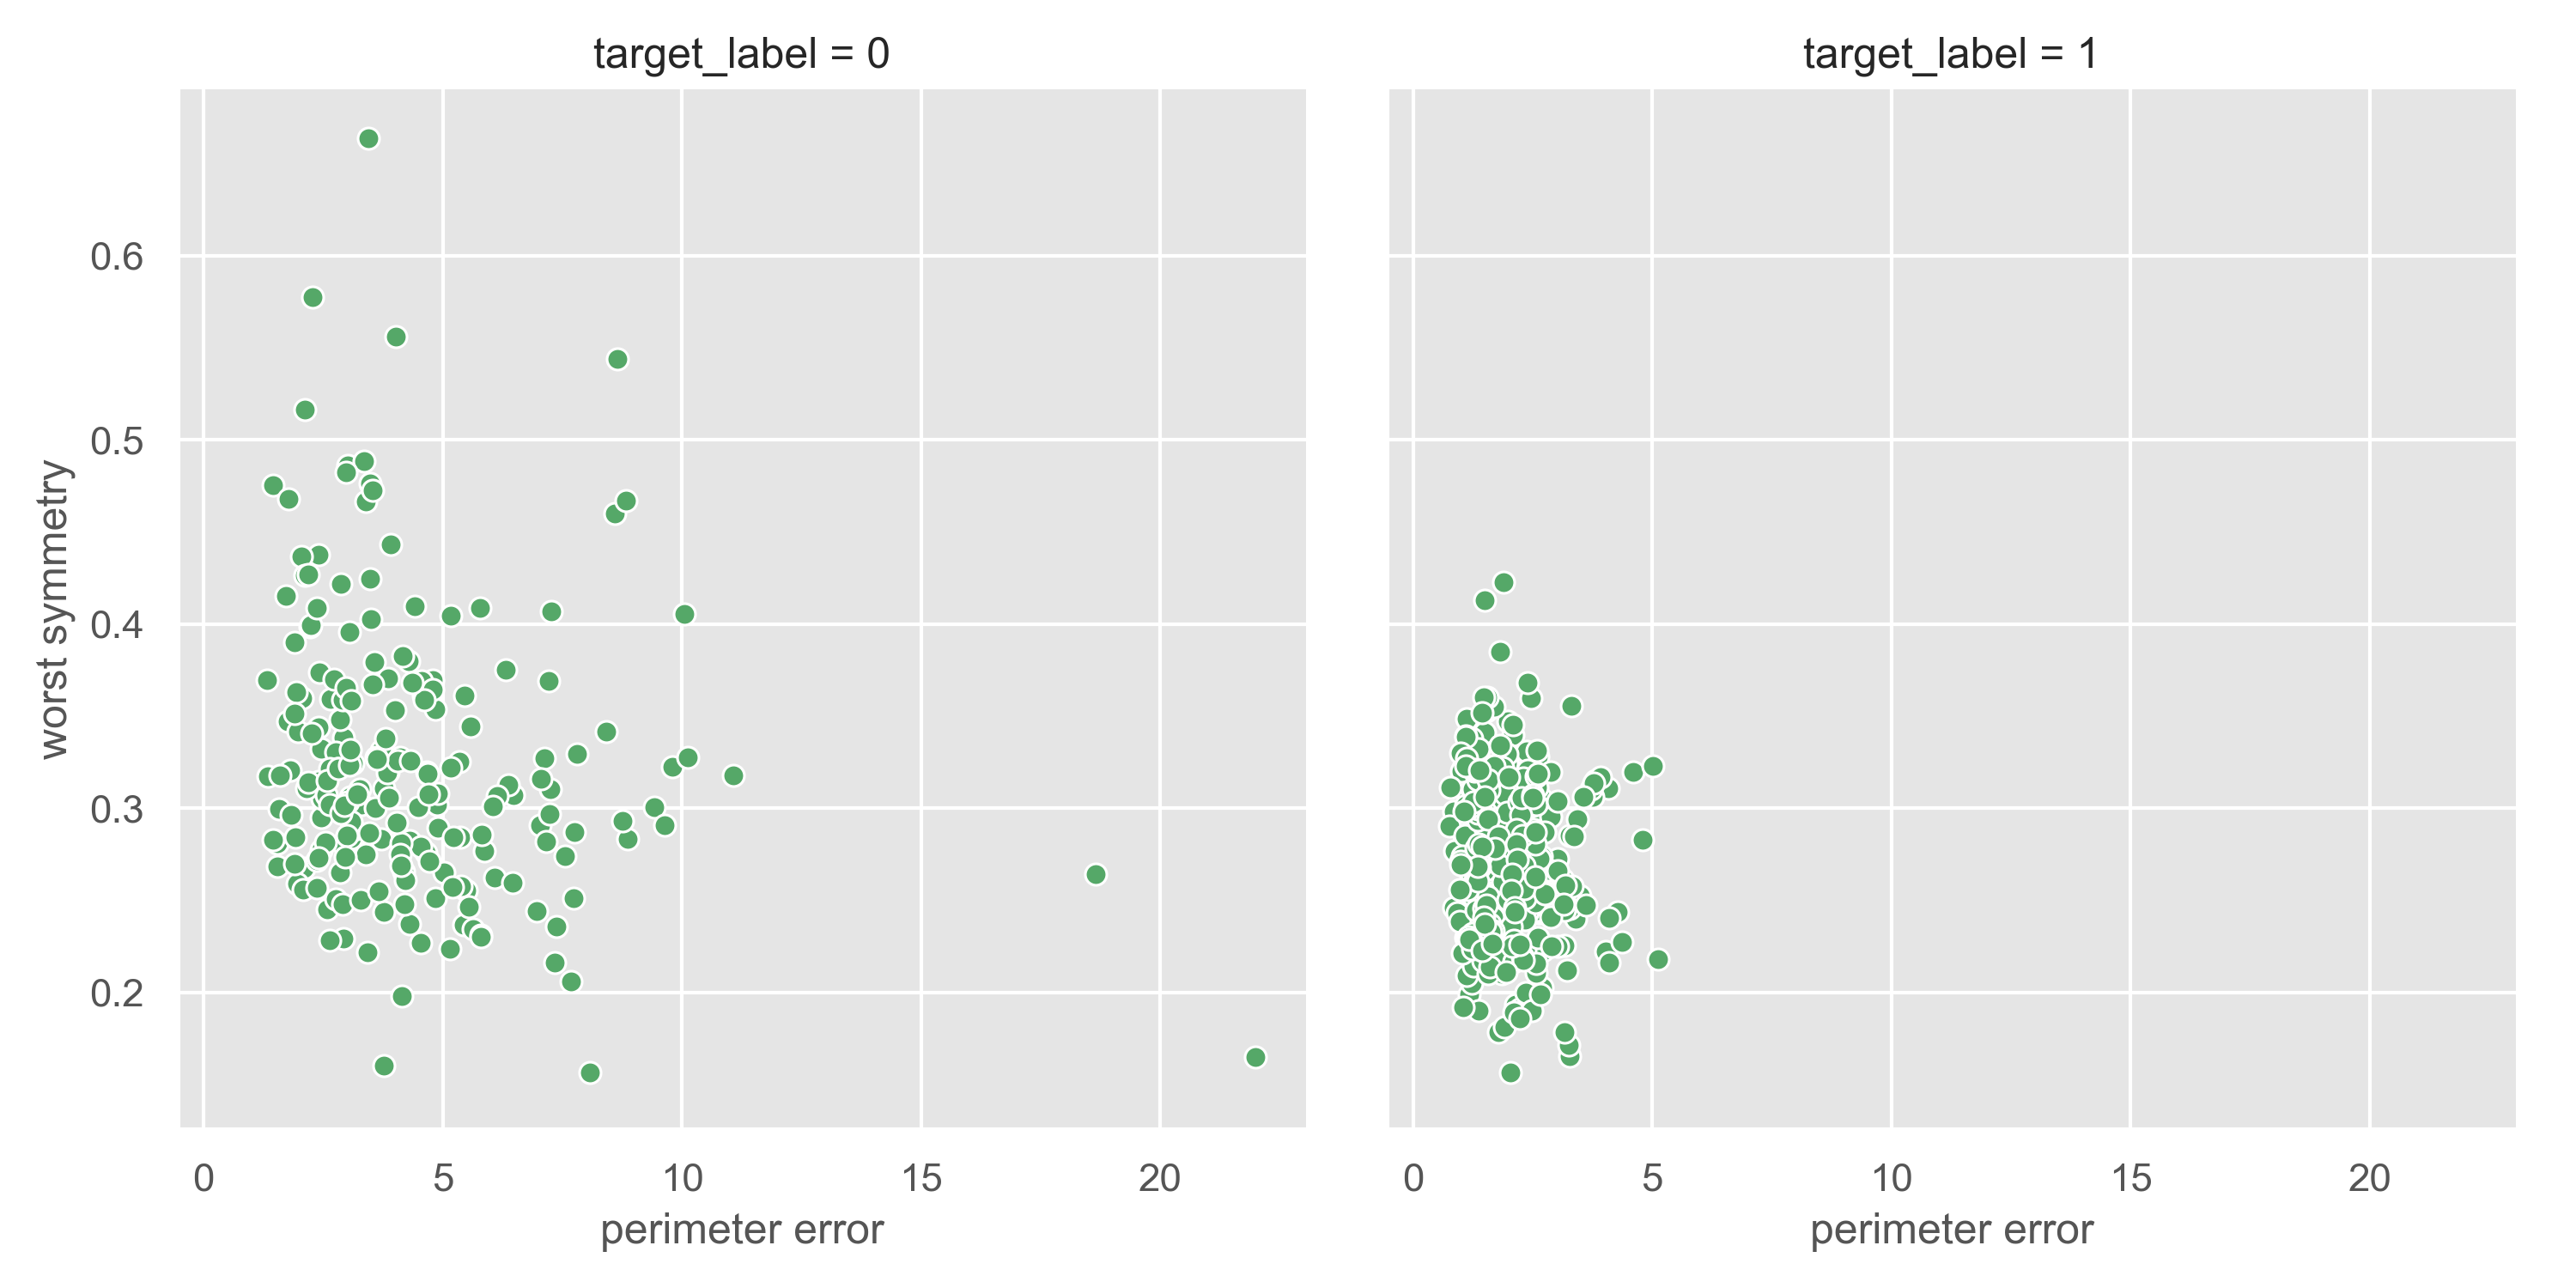 target_label = 0
target_label = 1
worst symmetry
0.6
0.5
0.4
0.3
0.2
0 5 10 15 20
0 5 10 15 20
perimeter error
perimeter error